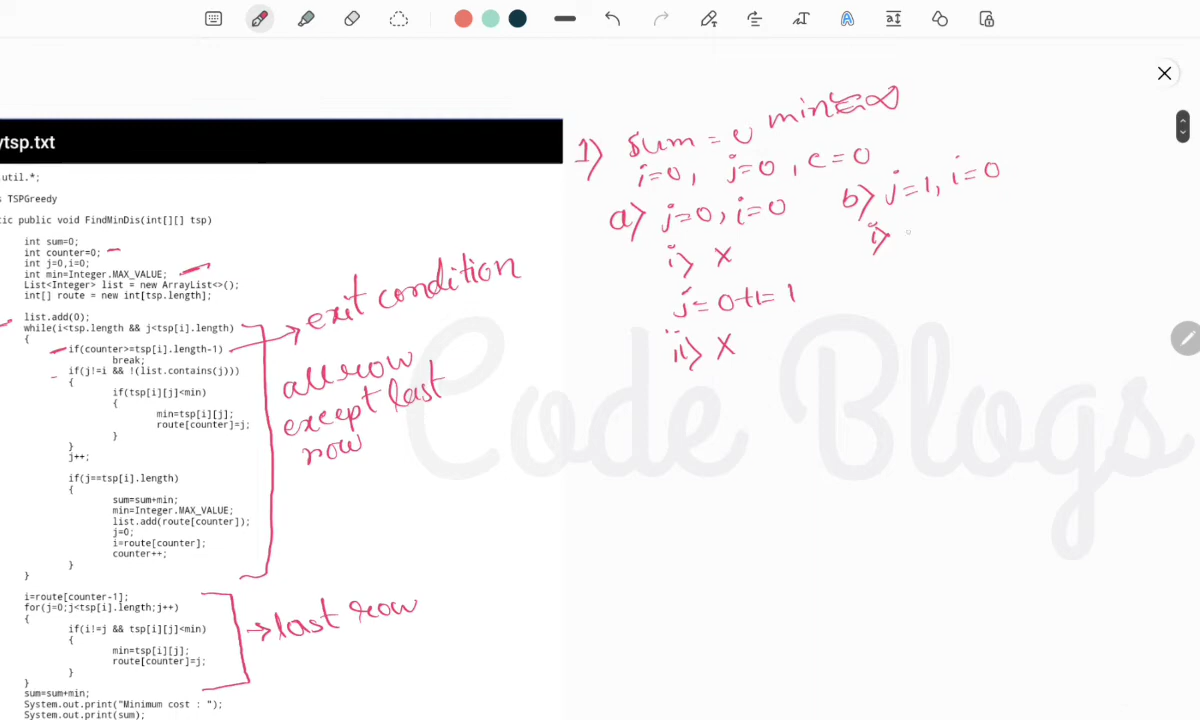 ytsp.txt
util.*;
s TSPGreedy
tic public void FindMinDis(int[][] tsp)
int sum=0;
int counter=0;
int j=0,i=0;
int min=Integer.MAX_VALUE;
List<Integer> list = new ArrayList<>();
int[] route = new int[tsp.length];
list.add(0);
while(i<tsp.length && j<tsp[i].length)
{
if(counter>=tsp[i].length-1)
break;
if(j!=i && !(list.contains(j)))
{
if(tsp[i][j]<min)
{
min=tsp[i][j];
route[counter]=j;
}
}
j++;
if(j==tsp[i].length)
{
sum=sum+min;
min=Integer.MAX_VALUE;
list.add(route[counter]);
j=0;
i=route[counter];
counter++;
}
}
i=route[counter-1];
for(j=0;j<tsp[i].length;j++)
{
if(i!=j && tsp[i][j]<min)
{
min=tsp[i][j];
route[counter]=j;
}
}
sum=sum+min;
System.out.print("Minimum cost : ");
System.out.print(sum);
exit condition
all row
except last
row
last row
1) sum = 0 min=∞
i=0, j=0, c=0
a) j=0, i=0
i) x
j= 0+1= 1
ii) x
b) j=1, i=0
i)
Code Blogs